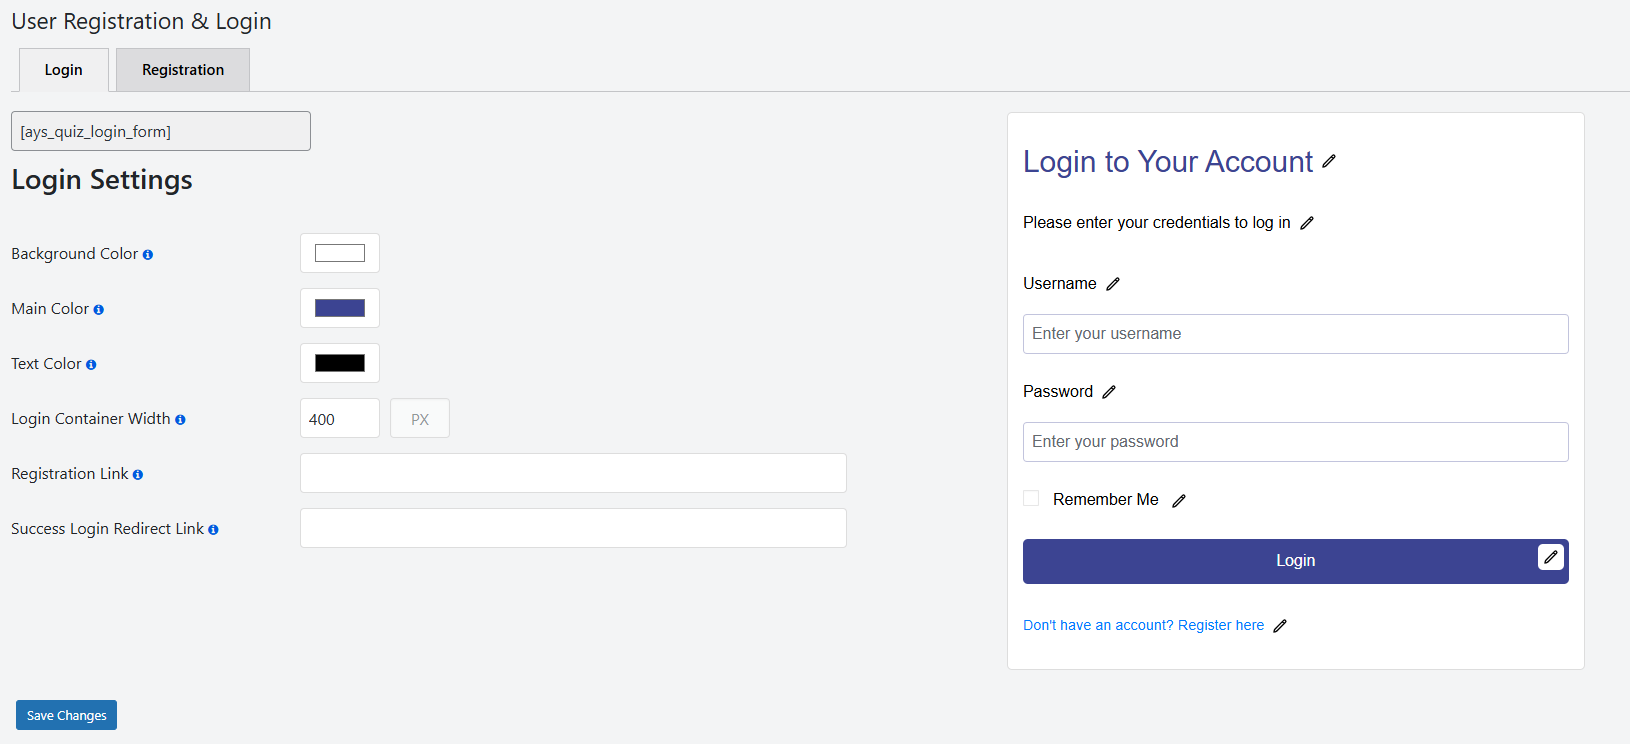 User Registration & Login
Login
Registration
[ays_quiz_login_form]
Login Settings
Background Color
Main Color
Text Color
Login Container Width
400
PX
Registration Link
Success Login Redirect Link
Save Changes
Login to Your Account
Please enter your credentials to log in
Username
Enter your username
Password
Enter your password
Remember Me
Login
Don't have an account? Register here